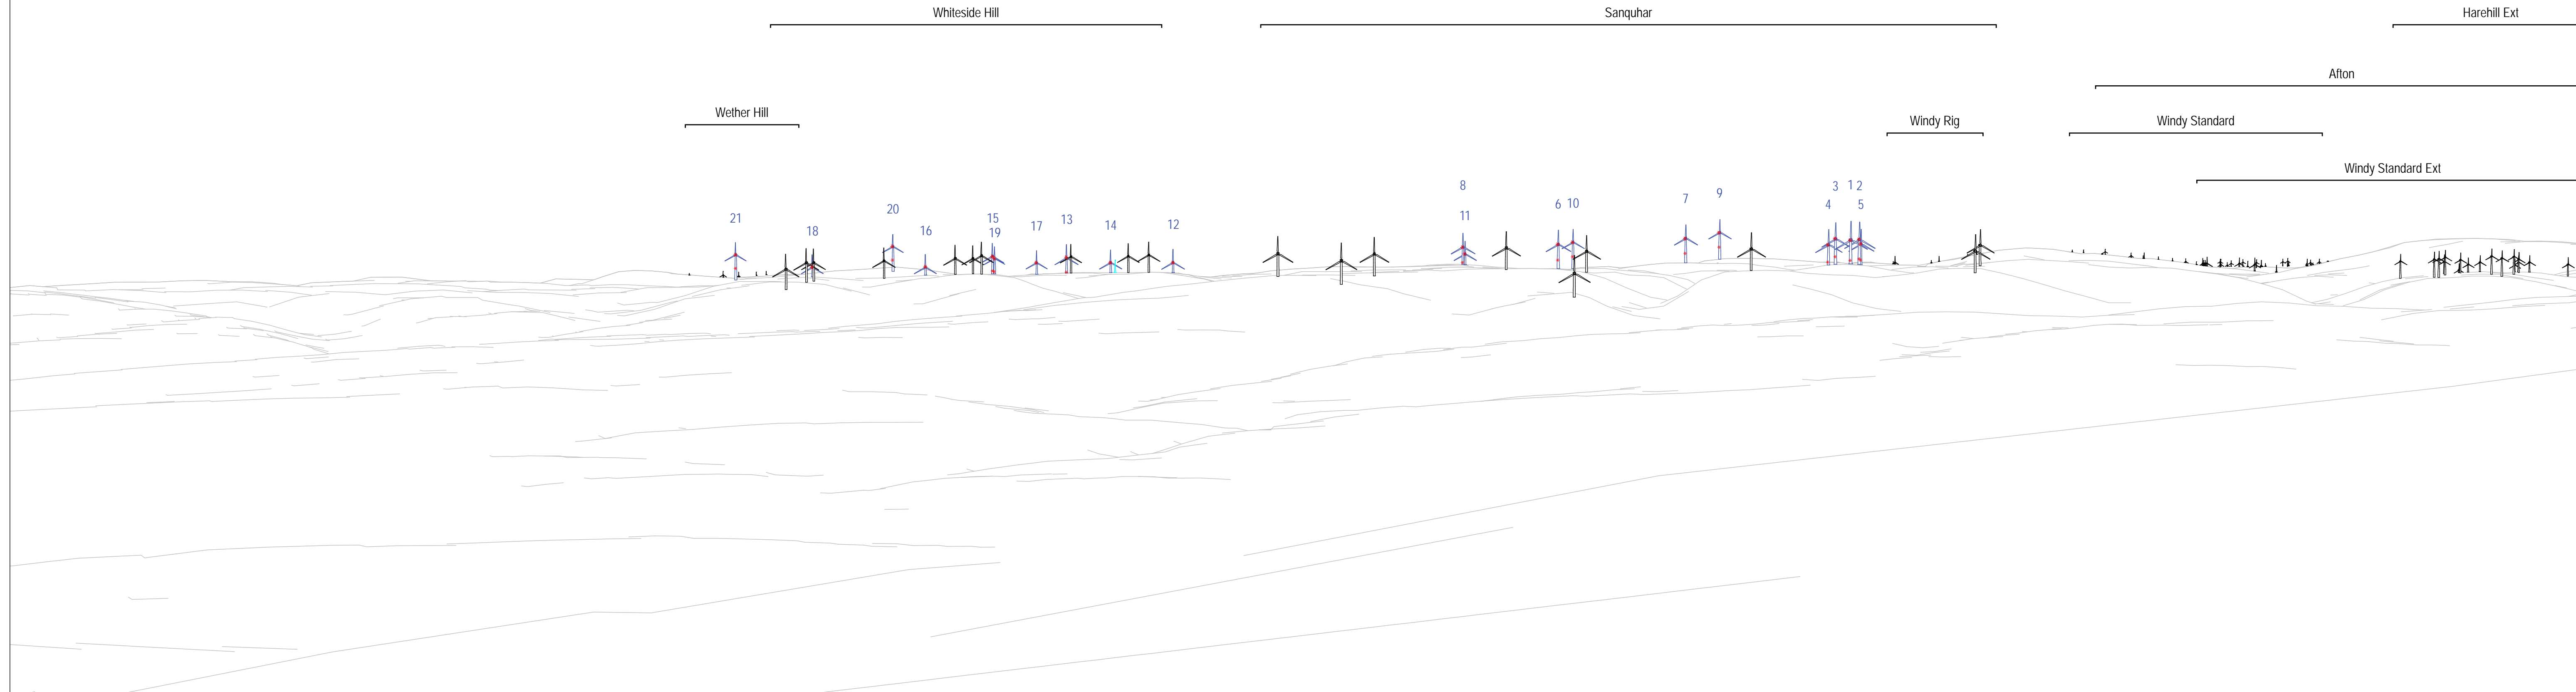 Whiteside Hill
Sanquhar
Harehill Ext
Afton
Wether Hill
Windy Rig
Windy Standard
Windy Standard Ext
21
18
20
16
15
19
17
13
14
12
8
11
6 10
7
9
3 1 2
4 5